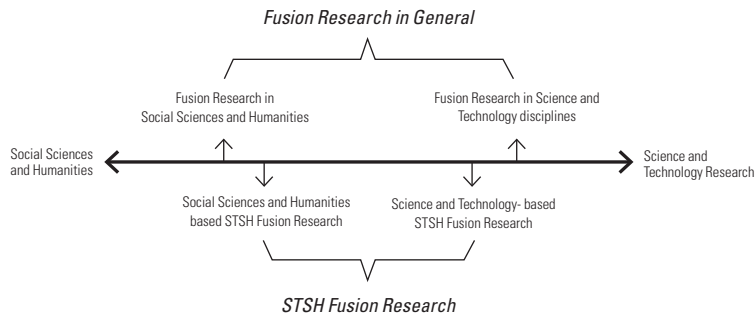 Fusion Research in General
Fusion Research in
Social Sciences and Humanities
Fusion Research in Science and
Technology disciplines
Social Sciences
and Humanities
Science and
Technology Research
Social Sciences and Humanities
based STSH Fusion Research
Science and Technology- based
STSH Fusion Research
STSH Fusion Research